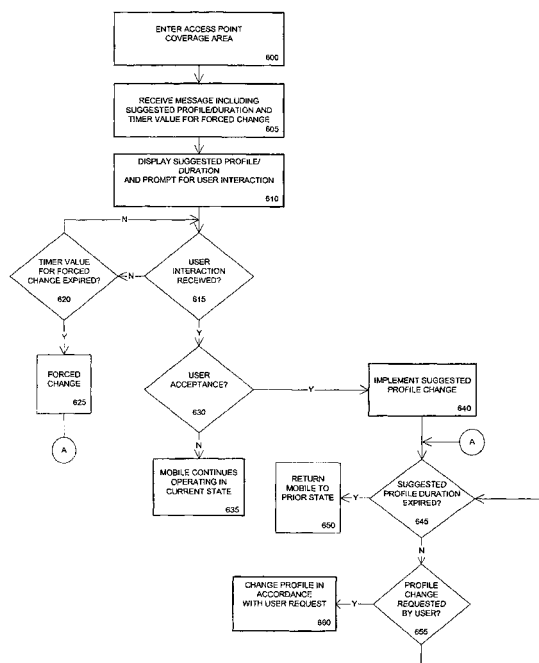 ENTER ACCESS POINT
COVERAGE AREA
600
RECEIVE MESSAGE INCLUDING
SUGGESTED PROFILE/DURATION AND
TIMER VALUE FOR FORCED CHANGE
605
DISPLAY SUGGESTED PROFILE/
DURATION
AND PROMPT FOR USER INTERACTION
610
N
TIMER VALUE
FOR FORCED
CHANGE EXPIRED?
620
N
USER
INTERACTION
RECEIVED?
615
Y
Y
FORCED
CHANGE
625
A
USER
ACCEPTANCE?
630
Y
IMPLEMENT SUGGESTED
PROFILE CHANGE
640
N
A
MOBILE CONTINUES
OPERATING IN
CURRENT STATE
635
RETURN
MOBILE TO
PRIOR STATE
650
Y
SUGGESTED
PROFILE DURATION
EXPIRED?
645
N
CHANGE PROFILE IN
ACCORDANCE
WITH USER REQUEST
660
Y
PROFILE
CHANGE
REQUESTED
BY USER?
655